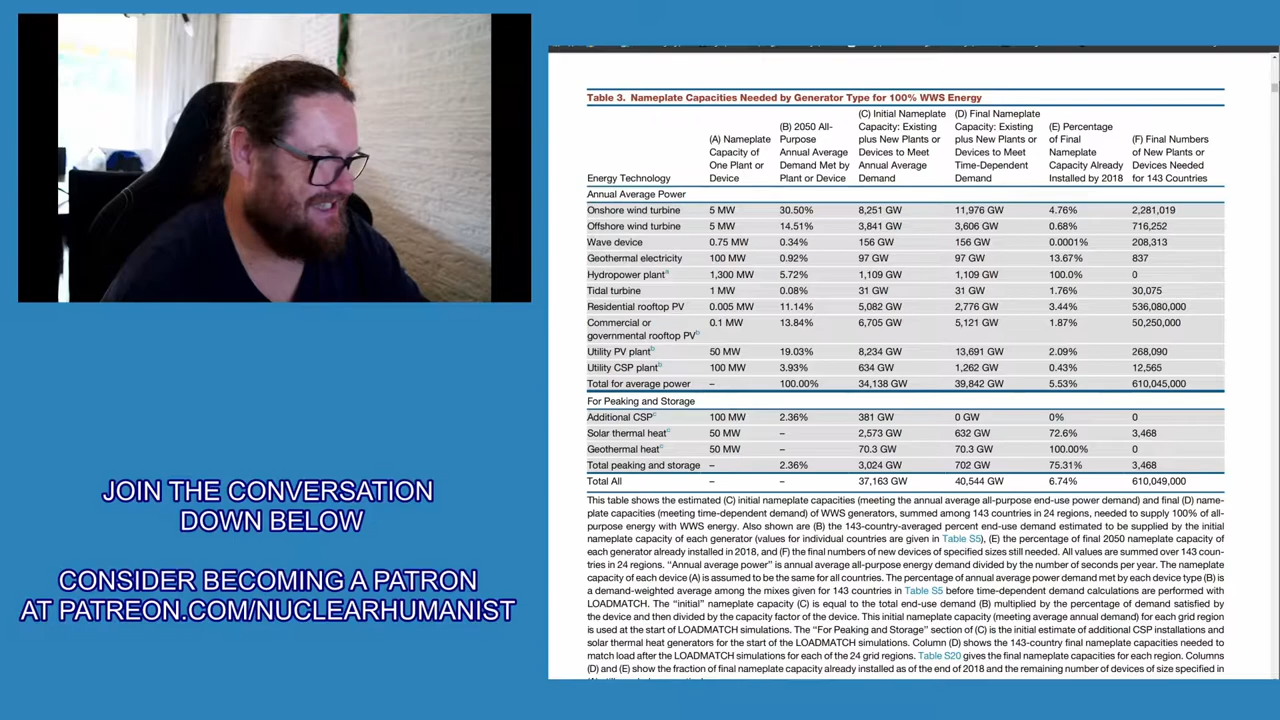 JOIN THE CONVERSATION
DOWN BELOW
CONSIDER BECOMING A PATRON
AT PATREON.COM/NUCLEARHUMANIST
Table 3. Nameplate Capacities Needed by Generator Type for 100% WWS Energy
Energy Technology
(A) Nameplate
Capacity of
One Plant or
Device
(B) 2050 All-
Purpose
Annual Average
Demand Met by
Plant or Device
(C) Initial Nameplate
Capacity: Existing
plus New Plants or
Devices to Meet
Annual Average
Demand
(D) Final Nameplate
Capacity: Existing
plus New Plants or
Devices to Meet
Time-Dependent
Demand
(E) Percentage
of Final
Nameplate
Capacity Already
Installed by 2018
(F) Final Numbers
of New Plants or
Devices Needed
for 143 Countries
Annual Average Power
Onshore wind turbine 5 MW 30.50% 8,251 GW 11,976 GW 4.76% 2,281,019
Offshore wind turbine 5 MW 14.51% 3,841 GW 3,606 GW 0.68% 716,252
Wave device 0.75 MW 0.34% 156 GW 156 GW 0.0001% 208,313
Geothermal electricity 100 MW 0.92% 97 GW 97 GW 13.67% 837
Hydropower plantᵃ 1,300 MW 5.72% 1,109 GW 1,109 GW 100.0% 0
Tidal turbine 1 MW 0.08% 31 GW 31 GW 1.76% 30,075
Residential rooftop PV 0.005 MW 11.14% 5,082 GW 2,776 GW 3.44% 536,080,000
Commercial or 0.1 MW 13.84% 6,705 GW 5,121 GW 1.87% 50,250,000
governmental rooftop PVᵇ
Utility PV plantᵇ 50 MW 19.03% 8,234 GW 13,691 GW 2.09% 268,090
Utility CSP plantᵇ 100 MW 3.93% 634 GW 1,262 GW 0.43% 12,565
Total for average power – 100.00% 34,138 GW 39,842 GW 5.53% 610,045,000
For Peaking and Storage
Additional CSPᶜ 100 MW 2.36% 381 GW 0 GW 0% 0
Solar thermal heatᶜ 50 MW – 2,573 GW 632 GW 72.6% 3,468
Geothermal heatᶜ 50 MW – 70.3 GW 70.3 GW 100.00% 0
Total peaking and storage – 2.36% 3,024 GW 702 GW 75.31% 3,468
Total All – – 37,163 GW 40,544 GW 6.74% 610,049,000
This table shows the estimated (C) initial nameplate capacities (meeting the annual average all-purpose end-use power demand) and final (D) name-
plate capacities (meeting time-dependent demand) of WWS generators, summed among 143 countries in 24 regions, needed to supply 100% of all-
purpose energy with WWS energy. Also shown are (B) the 143-country-averaged percent end-use demand estimated to be supplied by the initial
nameplate capacity of each generator (values for individual countries are given in Table S5), (E) the percentage of final 2050 nameplate capacity of
each generator already installed in 2018, and (F) the final numbers of new devices of specified sizes still needed. All values are summed over 143 coun-
tries in 24 regions. “Annual average power” is annual average all-purpose energy demand divided by the number of seconds per year. The nameplate
capacity of each device (A) is assumed to be the same for all countries. The percentage of annual average power demand met by each device type (B) is
a demand-weighted average among the mixes given for 143 countries in Table S5 before time-dependent demand calculations are performed with
LOADMATCH. The “initial” nameplate capacity (C) is equal to the total end-use demand (B) multiplied by the percentage of demand satisfied by
the device and then divided by the capacity factor of the device. This initial nameplate capacity (meeting average annual demand) for each grid region
is used at the start of LOADMATCH simulations. The “For Peaking and Storage” section of (C) is the initial estimate of additional CSP installations and
solar thermal heat generators for the start of the LOADMATCH simulations. Column (D) shows the 143-country final nameplate capacities needed to
match load after the LOADMATCH simulations for each of the 24 grid regions. Table S20 gives the final nameplate capacities for each region. Columns
(D) and (E) show the fraction of final nameplate capacity already installed as of the end of 2018 and the remaining number of devices of size specified in